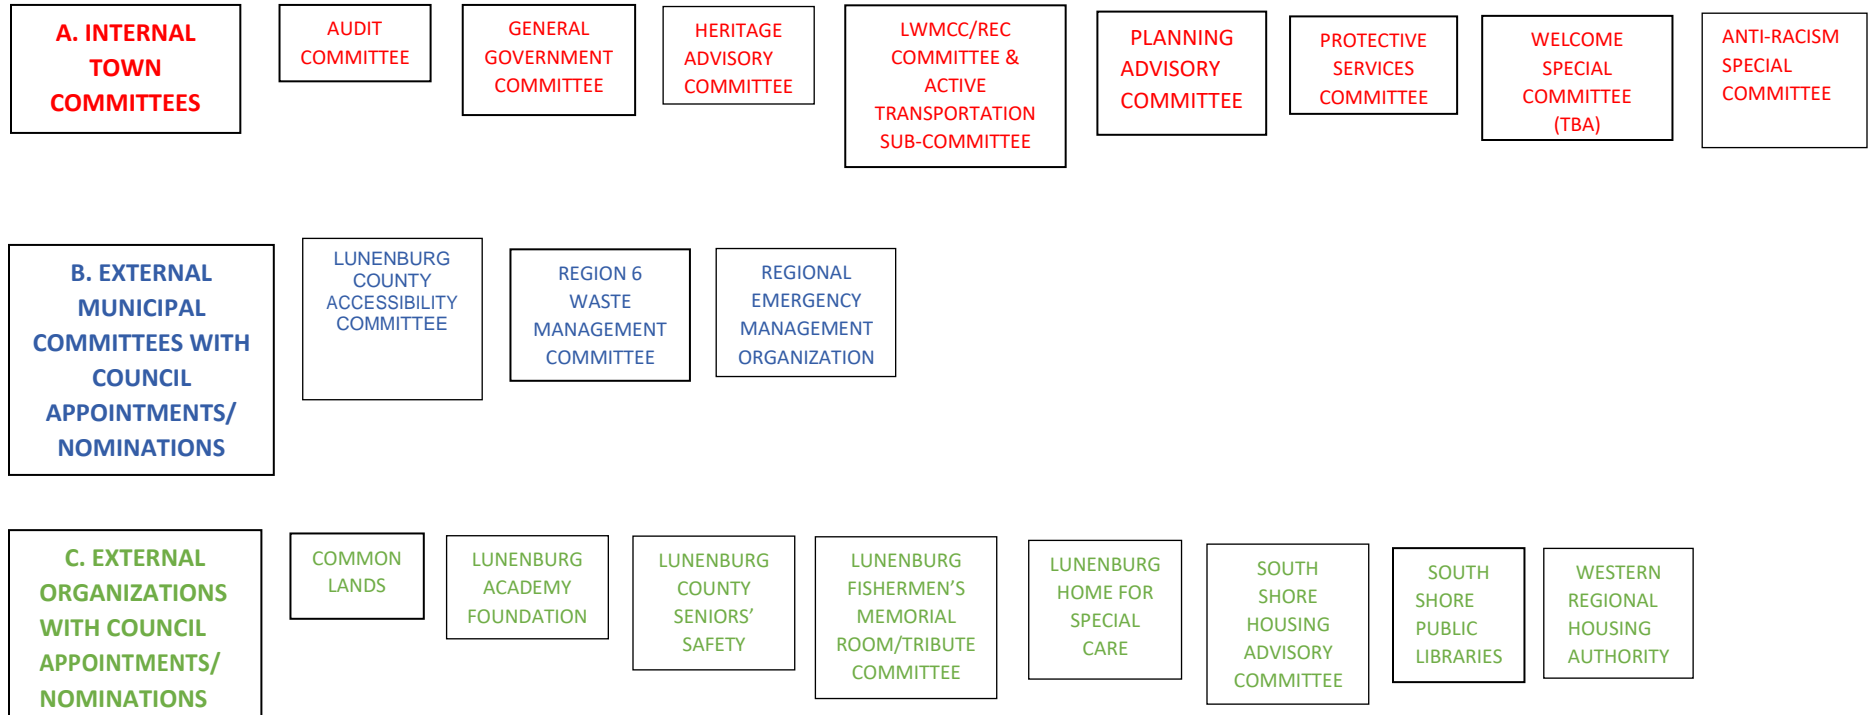 A. INTERNAL
TOWN
COMMITTEES
AUDIT
COMMITTEE
GENERAL
GOVERNMENT
COMMITTEE
HERITAGE
ADVISORY
COMMITTEE
LWMCC/REC
COMMITTEE &
ACTIVE
TRANSPORTATION
SUB-COMMITTEE
PLANNING
ADVISORY
COMMITTEE
PROTECTIVE
SERVICES
COMMITTEE
WELCOME
SPECIAL
COMMITTEE
(TBA)
ANTI-RACISM
SPECIAL
COMMITTEE
B. EXTERNAL
MUNICIPAL
COMMITTEES WITH
COUNCIL
APPOINTMENTS/
NOMINATIONS
LUNENBURG
COUNTY
ACCESSIBILITY
COMMITTEE
REGION 6
WASTE
MANAGEMENT
COMMITTEE
REGIONAL
EMERGENCY
MANAGEMENT
ORGANIZATION
C. EXTERNAL
ORGANIZATIONS
WITH COUNCIL
APPOINTMENTS/
NOMINATIONS
COMMON
LANDS
LUNENBURG
ACADEMY
FOUNDATION
LUNENBURG
COUNTY
SENIORS’
SAFETY
LUNENBURG
FISHERMEN’S
MEMORIAL
ROOM/TRIBUTE
COMMITTEE
LUNENBURG
HOME FOR
SPECIAL
CARE
SOUTH
SHORE
HOUSING
ADVISORY
COMMITTEE
SOUTH
SHORE
PUBLIC
LIBRARIES
WESTERN
REGIONAL
HOUSING
AUTHORITY